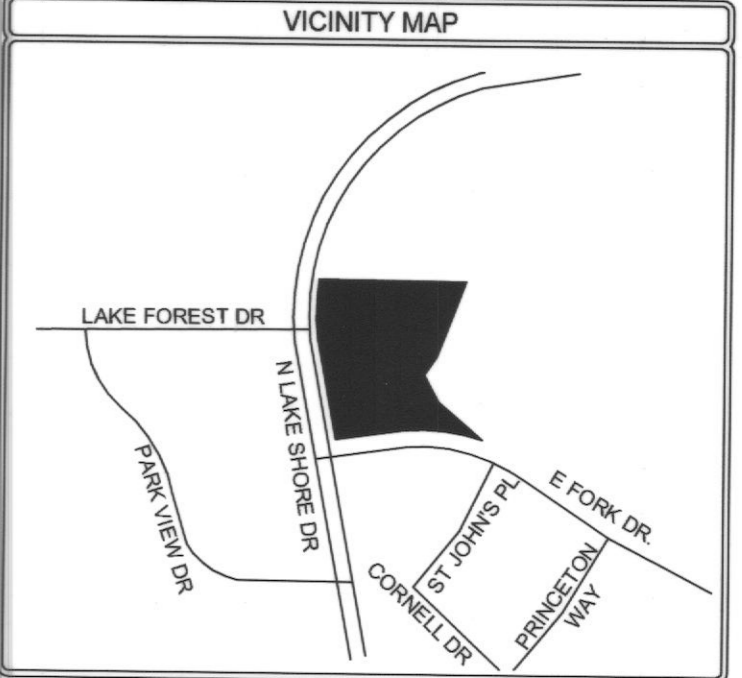 VICINITY MAP
LAKE FOREST DR
N LAKE SHORE DR
PARK VIEW DR
E FORK DR.
ST JOHN'S PL
CORNELL DR
PRINCETON
WAY